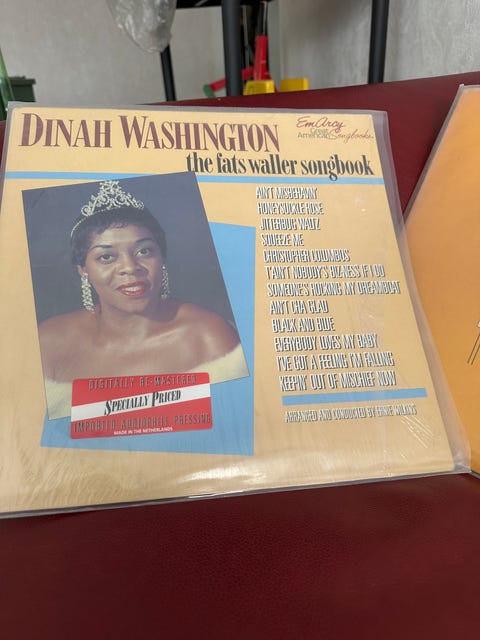 DINAH WASHINGTON
the fats waller songbook
EmArcy
Great
American Songbooks
AIN'T MISBEHAVIN'
HONEYSUCKLE ROSE
JITTERBUG WALTZ
SQUEEZE ME
CHRISTOPHER COLUMBUS
T'AIN'T NOBODY'S BIZ-NESS IF I DO
SOMEONE'S ROCKING MY DREAMBOAT
AIN'T CHA GLAD
BLACK AND BLUE
EVERYBODY LOVES MY BABY
I'VE GOT A FEELING I'M FALLING
KEEPIN' OUT OF MISCHIEF NOW
ARRANGED AND CONDUCTED BY ERNIE WILKINS
DIGITALLY RE-MASTERED
SPECIALLY PRICED
IMPORTED AUDIOPHILE PRESSING
MADE IN THE NETHERLANDS